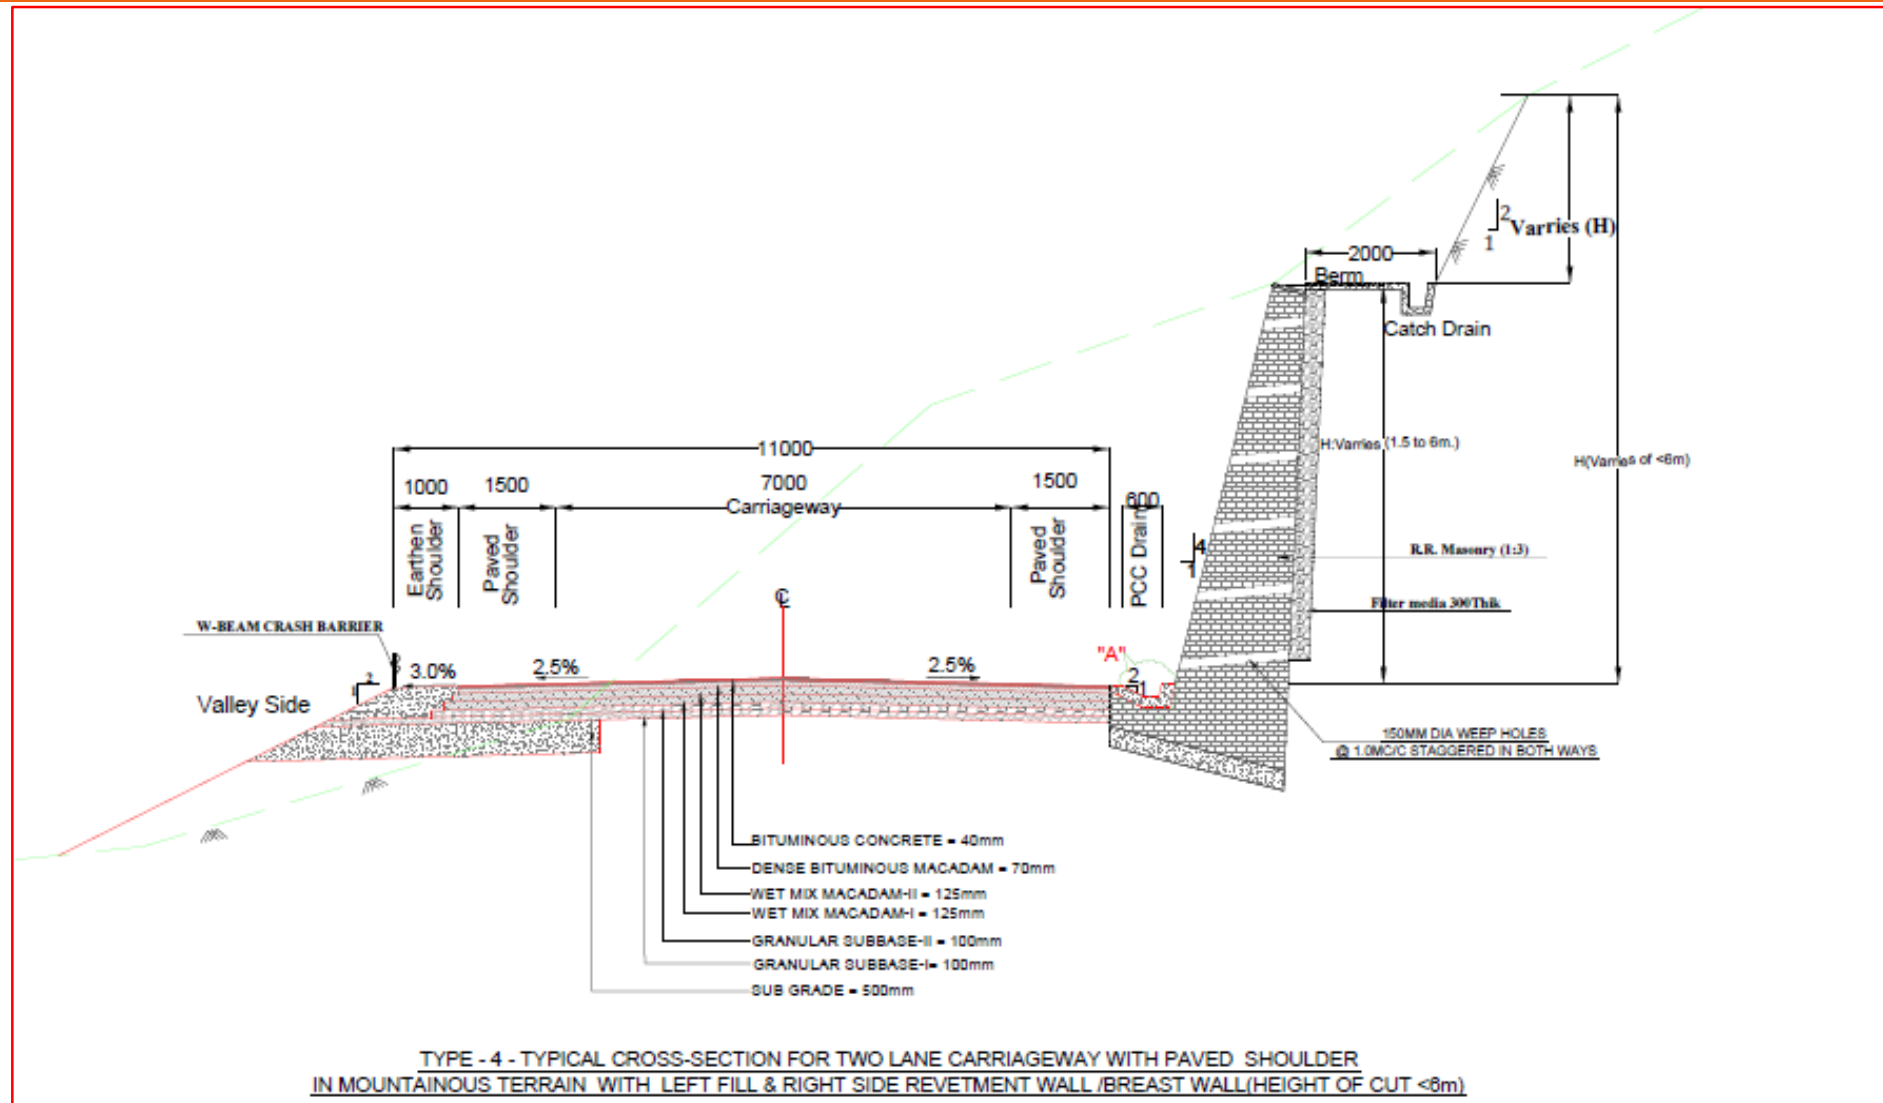 2
Varries (H)
1
2000
Berm
Catch Drain
11000
H:Varries (1.5 to 6m.)
H(Varries of <6m)
1000
1500
7000
1500
Carriageway
600
Earthen
Shoulder
Paved
Shoulder
Paved
Shoulder
PCC Drain
4
1
R.R. Masonry (1:3)
Filter media 300Thik
W-BEAM CRASH BARRIER
3.0%
2.5%
2.5%
"A"
2
1
2
1
Valley Side
150MM DIA WEEP HOLES
@ 1.0MC/C STAGGERED IN BOTH WAYS
BITUMINOUS CONCRETE = 40mm
DENSE BITUMINOUS MACADAM = 70mm
WET MIX MACADAM-II = 125mm
WET MIX MACADAM-I = 125mm
GRANULAR SUBBASE-II = 100mm
GRANULAR SUBBASE-I= 100mm
SUB GRADE = 500mm
TYPE - 4 - TYPICAL CROSS-SECTION FOR TWO LANE CARRIAGEWAY WITH PAVED SHOULDER
IN MOUNTAINOUS TERRAIN WITH LEFT FILL & RIGHT SIDE REVETMENT WALL /BREAST WALL(HEIGHT OF CUT <6m)